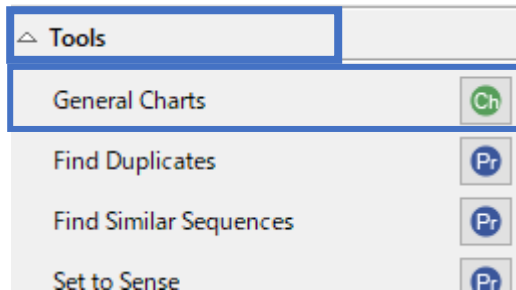 Tools
General Charts Ch
Find Duplicates Pr
Find Similar Sequences Pr
Set to Sense Pr